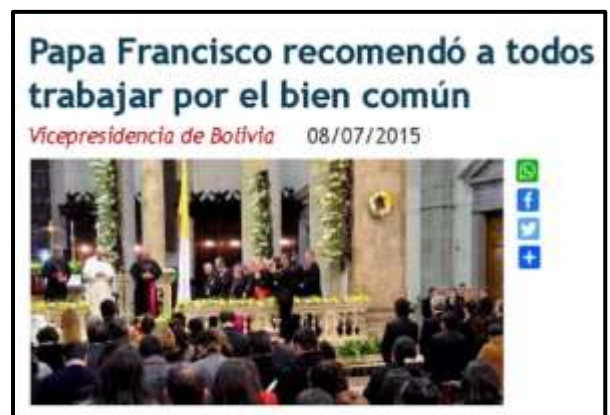 Papa Francisco recomendó a todos
trabajar por el bien común
Vicepresidencia de Bolivia 08/07/2015